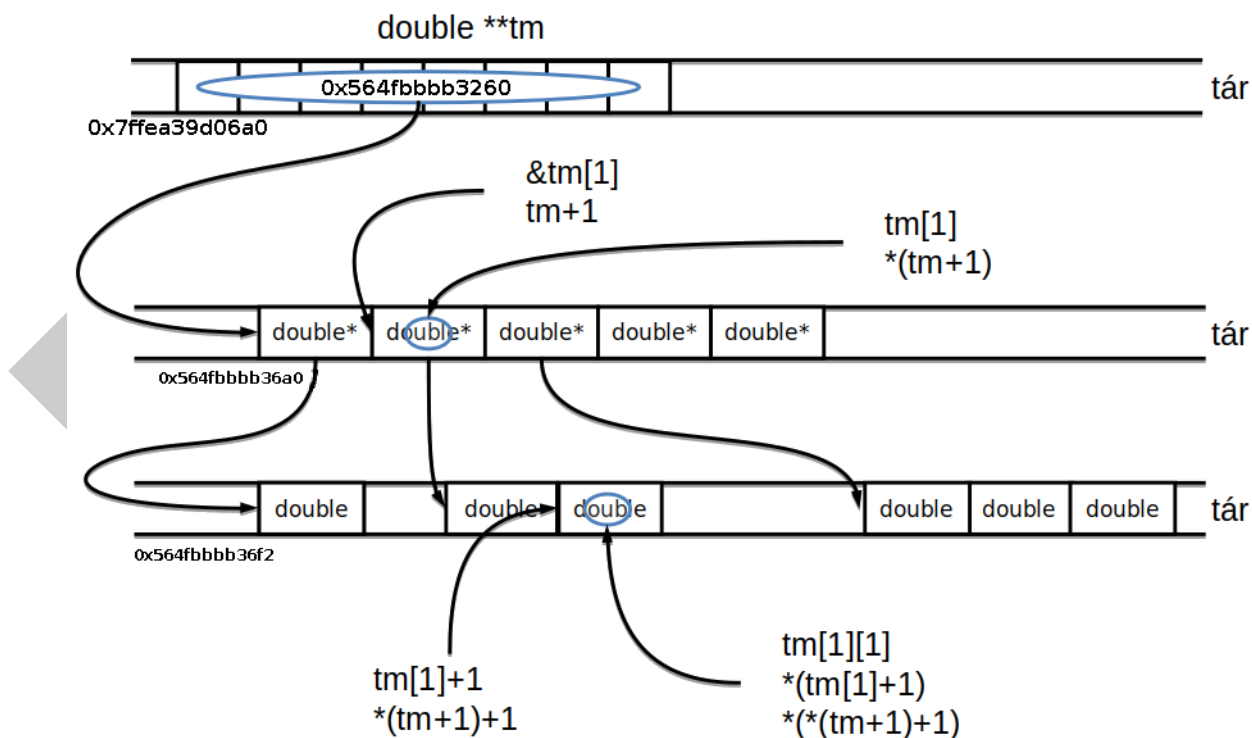 double **tm
0x564fbbbb3260
tár
0x7ffea39d06a0
&tm[1]
tm+1
tm[1]
*(tm+1)
double*
double*
double*
double*
double*
tár
0x564fbbbb36a0
double
double
double
double
double
double
tár
0x564fbbbb36f2
tm[1]+1
*(tm+1)+1
tm[1][1]
*(tm[1]+1)
*(*(tm+1)+1)